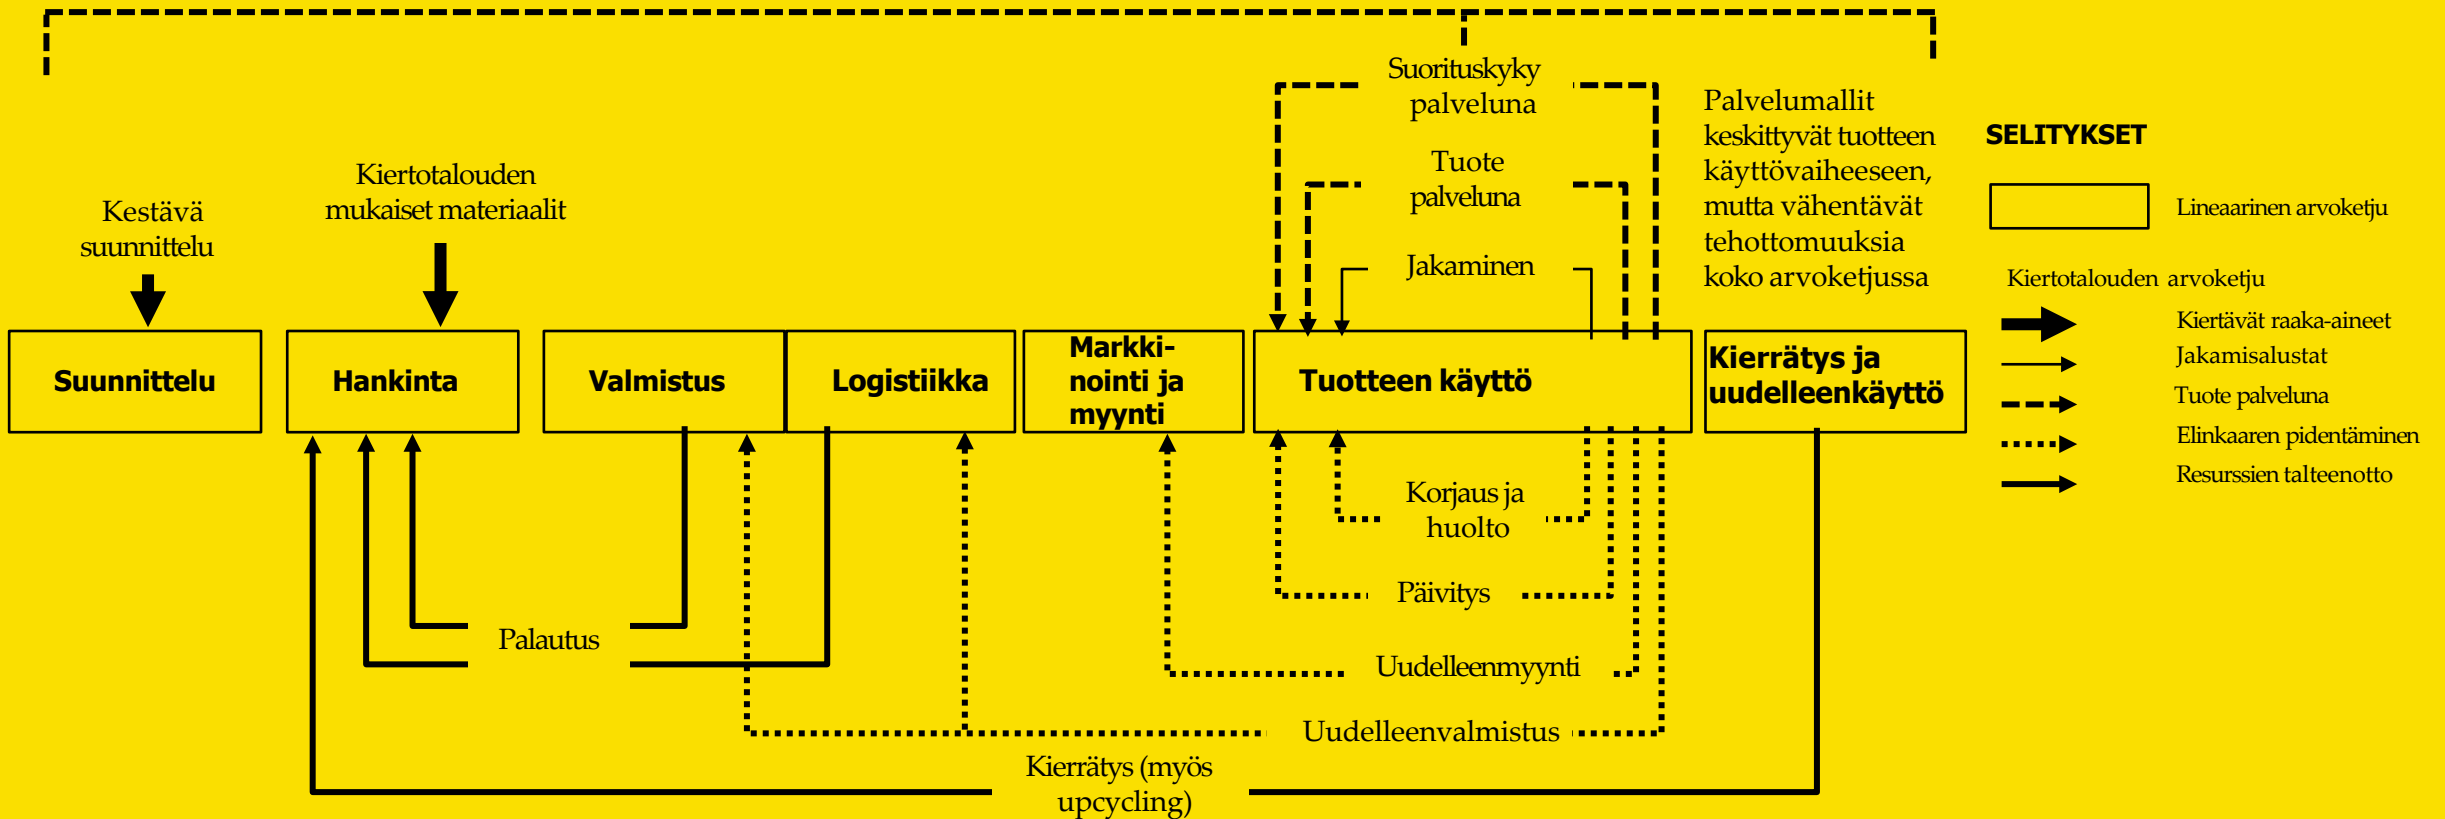 Suorituskyky
palveluna
Tuote
palveluna
Jakaminen
Palvelumallit
keskittyvät tuotteen
käyttövaiheeseen,
mutta vähentävät
tehottomuuksia
koko arvoketjussa
Kestävä
suunnittelu
Kiertotalouden
mukaiset materiaalit
Suunnittelu
Hankinta
Valmistus
Logistiikka
Markki-
nointi ja
myynti
Tuotteen käyttö
Kierrätys ja
uudelleenkäyttö
Korjaus ja
huolto
Päivitys
Palautus
Uudelleenmyynti
Uudelleenvalmistus
Kierrätys (myös
upcycling)
SELITYKSET
Lineaarinen arvoketju
Kiertotalouden arvoketju
Kiertävät raaka-aineet
Jakamisalustat
Tuote palveluna
Elinkaaren pidentäminen
Resurssien talteenotto